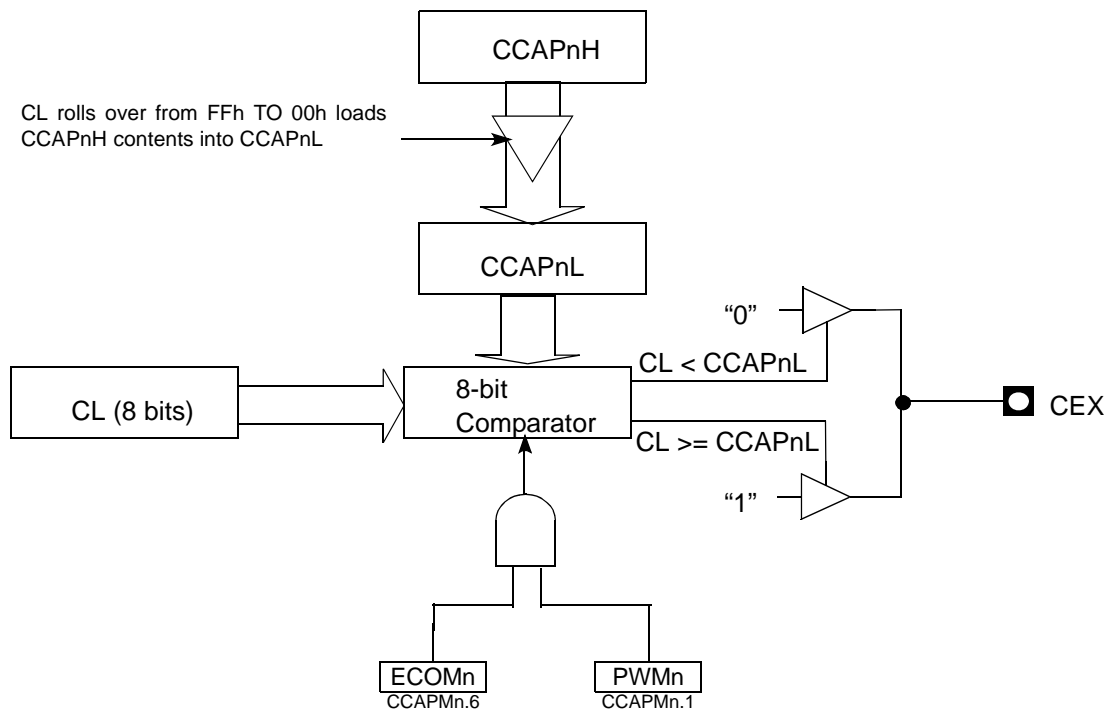 CCAPnH
CL rolls over from FFh TO 00h loads
CCAPnH contents into CCAPnL
CCAPnL
“0”
CL < CCAPnL
CL (8 bits)
8-bit
Comparator
CEX
CL >= CCAPnL
“1”
ECOMn
PWMn
CCAPMn.6
CCAPMn.1